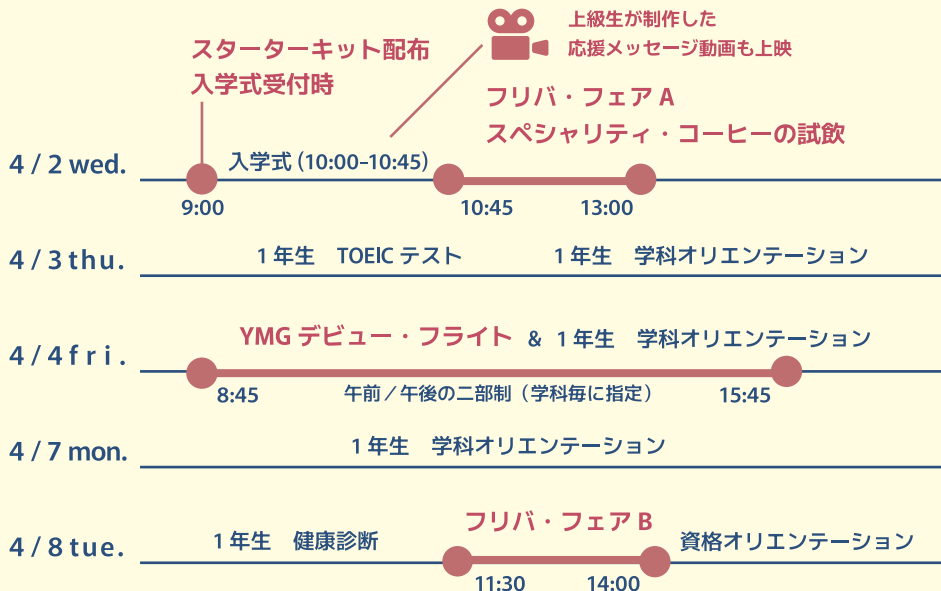 上級生が制作した
応援メッセージ動画も上映
スターターキット配布
入学式受付時
フリバ・フェア A
スペシャリティ・コーヒーの試飲
4 / 2 wed.
入学式 (10:00–10:45)
9:00
10:45
13:00
4 / 3 thu.
1 年生 TOEIC テスト
1 年生 学科オリエンテーション
4 / 4 fri.
YMG デビュー・フライト & 1 年生 学科オリエンテーション
8:45
午前／午後の二部制（学科毎に指定）
15:45
4 / 7 mon.
1 年生 学科オリエンテーション
4 / 8 tue.
1 年生 健康診断
フリバ・フェア B
資格オリエンテーション
11:30
14:00